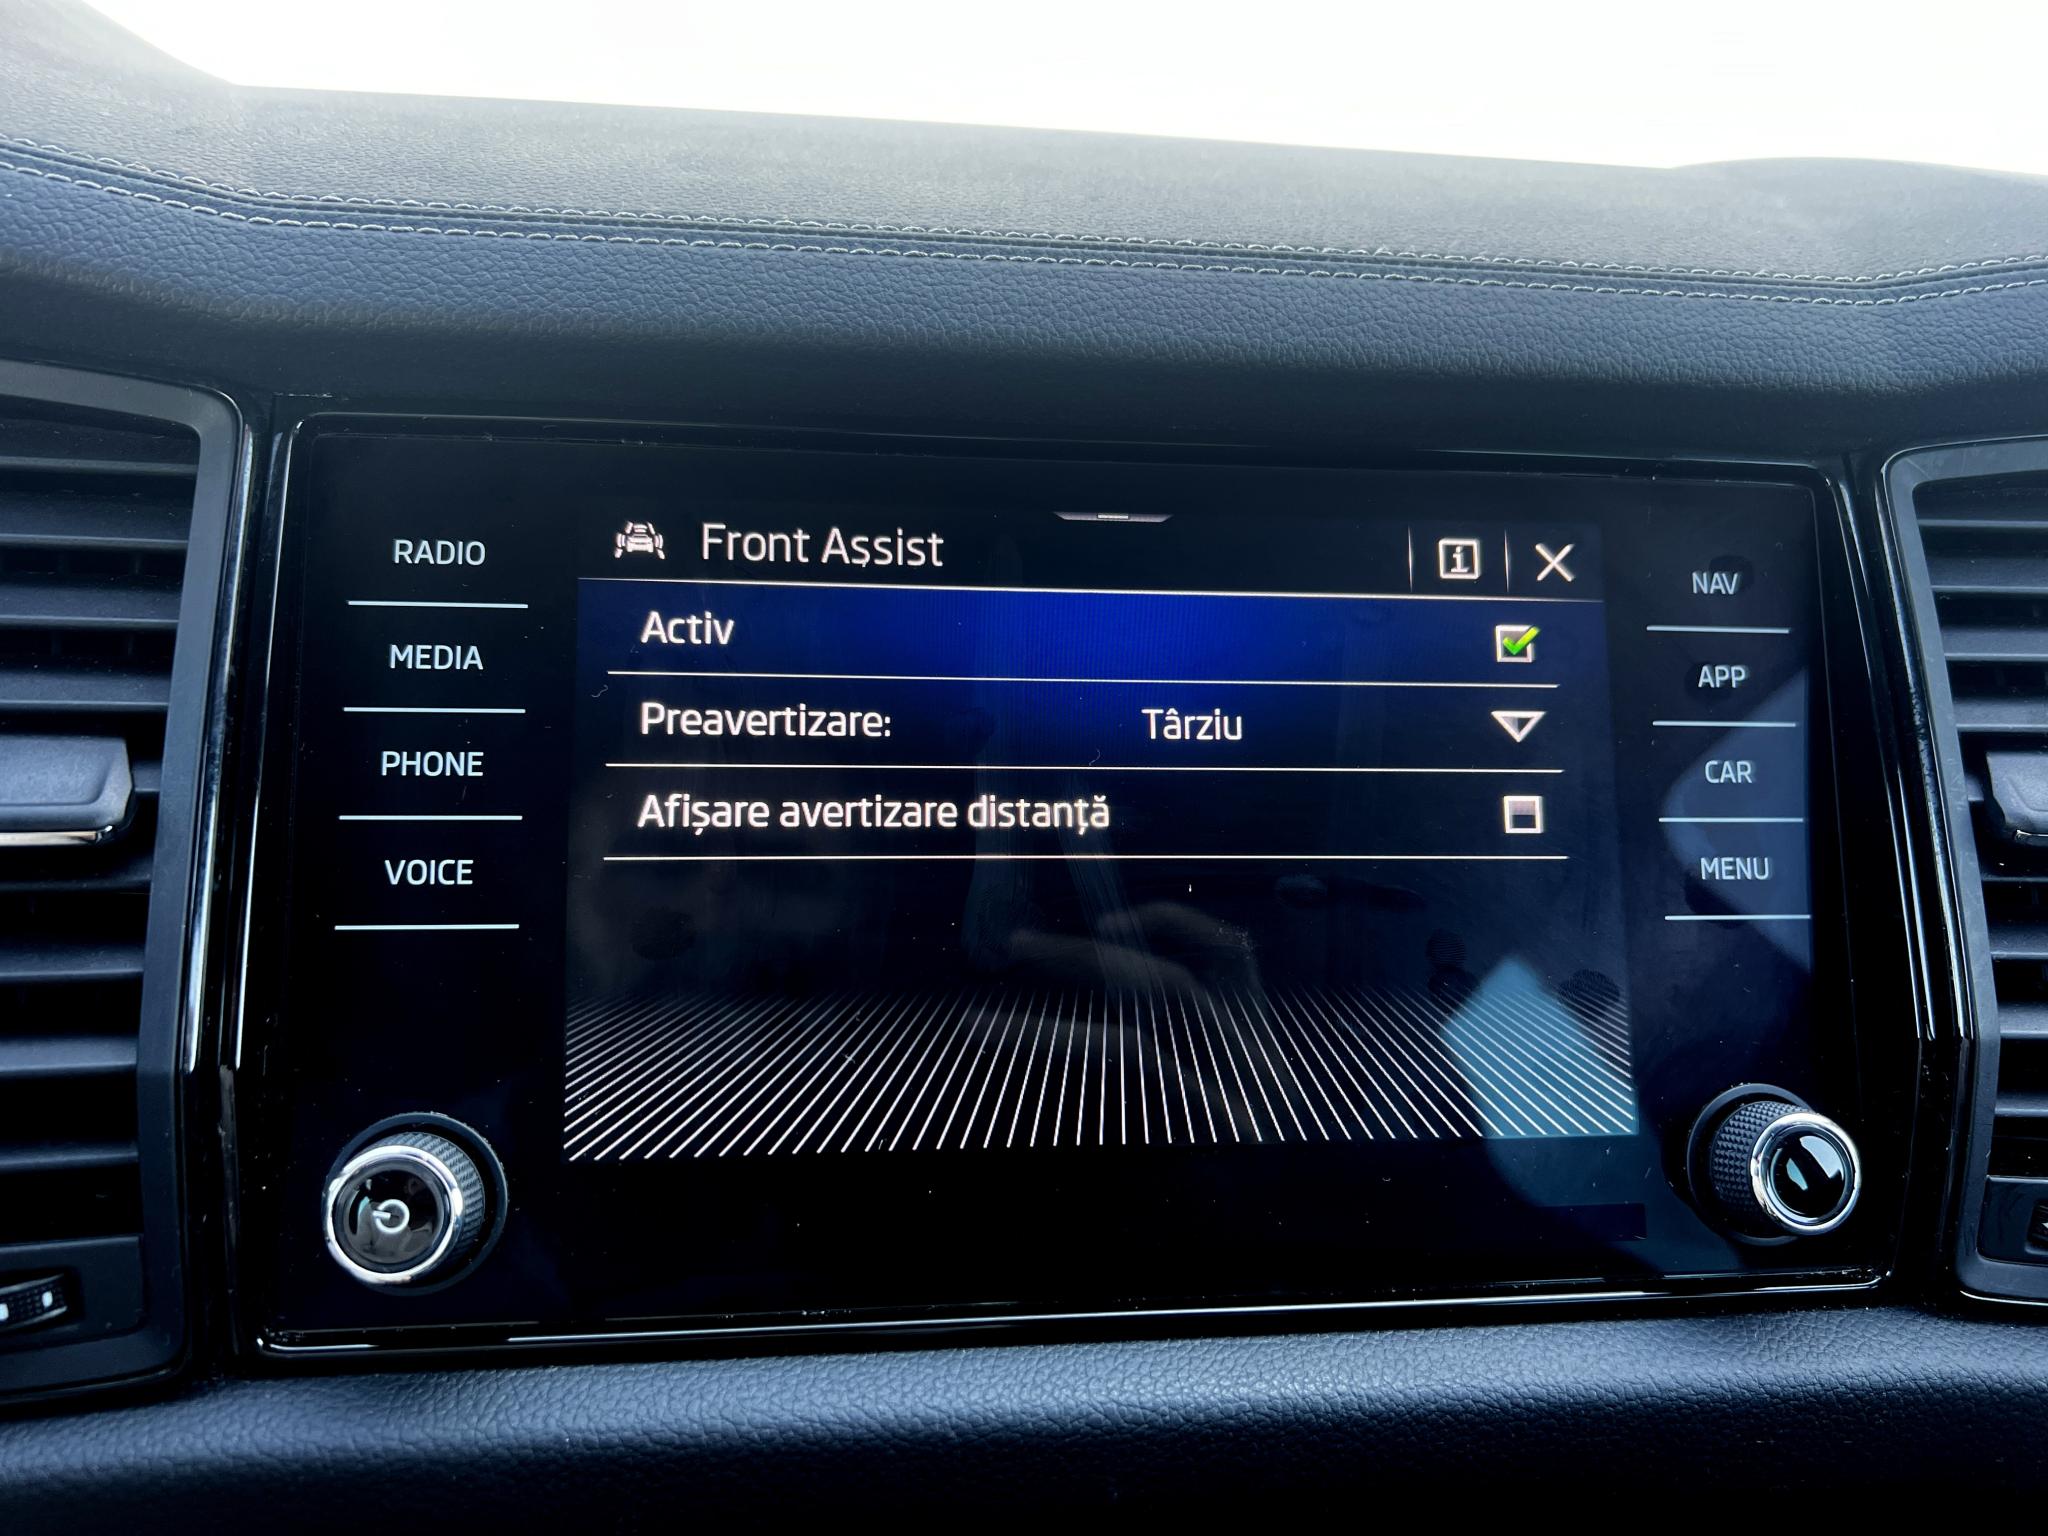 RADIO
MEDIA
PHONE
VOICE
Front Assist
Activ
Preavertizare: Târziu
Afișare avertizare distanță
NAV
APP
CAR
MENU